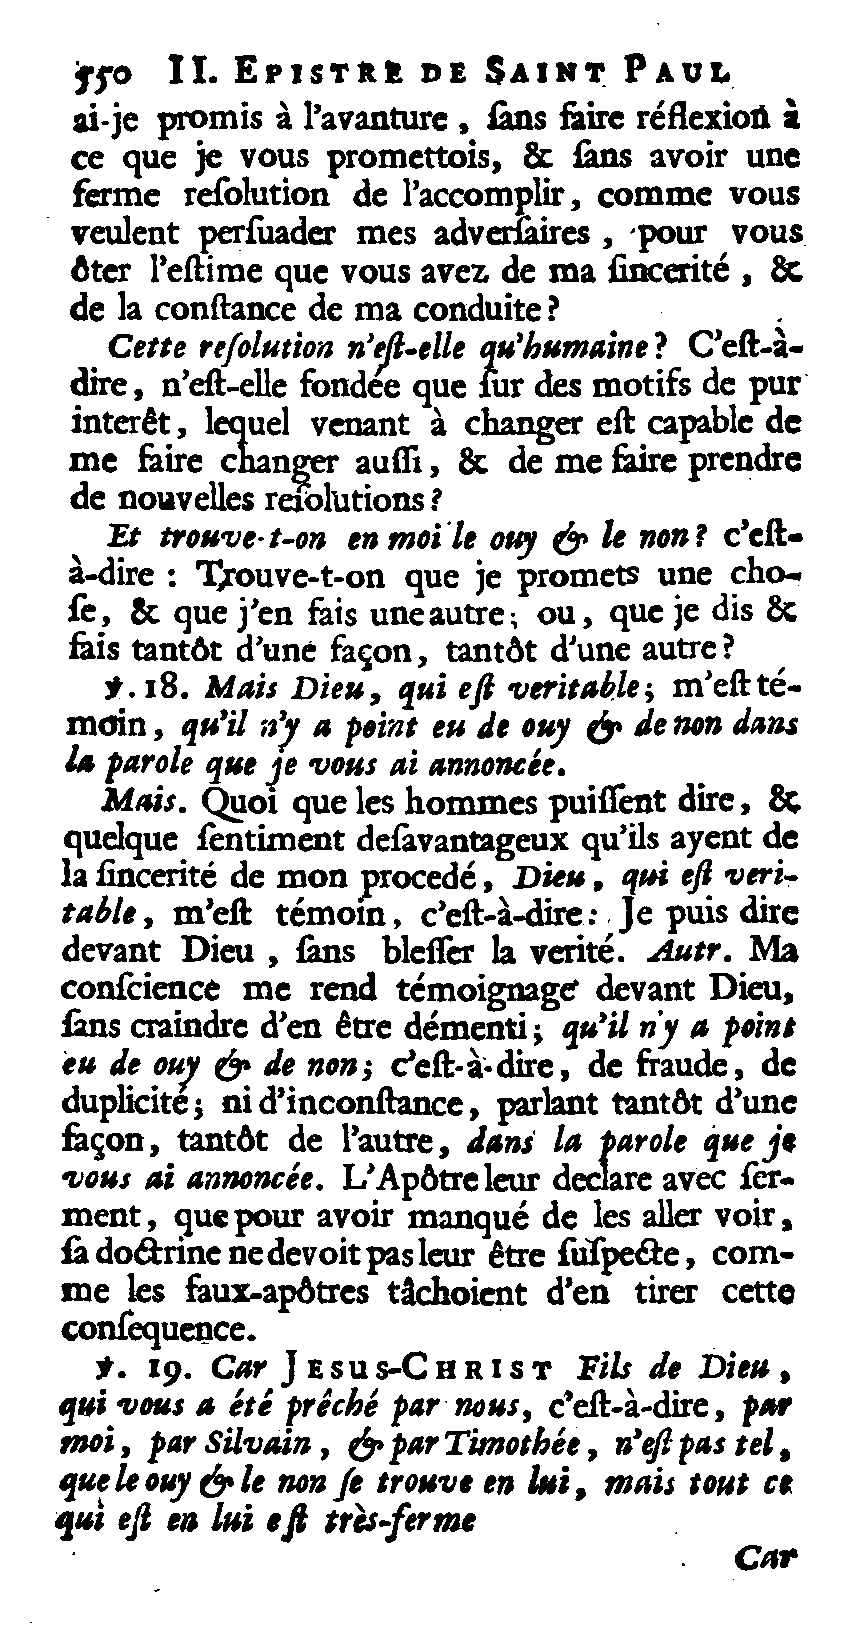 550 II. EPISTRE DE SAINT PAUL
ai-je promis à l'avanture, ſans faire réflexion à
ce que je vous promettois, & ſans avoir une
ferme reſolution de l'accomplir, comme vous
veulent perſuader mes adverſaires, pour vous
ôter l'eſtime que vous avez de ma ſincerité, &
de la conſtance de ma conduite?
Cette reſolution n'eſt-elle qu'humaine? C'eſt-à-
dire, n'eſt-elle fondée que ſur des motifs de pur
interêt, lequel venant à changer eſt capable de
me faire changer auſſi, & de me faire prendre
de nouvelles reſolutions?
Et trouve-t-on en moi le ouy & le non? c'eſt-
à-dire : Trouve-t-on que je promets une cho-
ſe, & que j'en fais une autre; ou, que je dis &
fais tantôt d'une façon, tantôt d'une autre?
℣. 18. Mais Dieu, qui eſt veritable; m'eſt té-
moin, qu'il n'y a point eu de ouy & de non dans
la parole que je vous ai annoncée.
Mais. Quoi que les hommes puiſſent dire, &
quelque ſentiment deſavantageux qu'ils ayent de
la ſincerité de mon procedé, Dieu, qui eſt veri-
table, m'eſt témoin, c'eſt-à-dire: Je puis dire
devant Dieu, ſans bleſſer la verité. Autr. Ma
conſcience me rend témoignage devant Dieu,
ſans craindre d'en être démenti; qu'il n'y a point
eu de ouy & de non; c'eſt-à-dire, de fraude, de
duplicité; ni d'inconſtance, parlant tantôt d'une
façon, tantôt de l'autre, dans la parole que je
vous ai annoncée. L'Apôtre leur declare avec ſer-
ment, que pour avoir manqué de les aller voir,
ſa doctrine ne devoit pas leur être ſuſpecte, com-
me les faux-apôtres tâchoient d'en tirer cette
conſequence.
℣. 19. Car JESUS-CHRIST Fils de Dieu,
qui vous a été prêché par nous, c'eſt-à-dire, par
moi, par Silvain, & par Timothée, n'eſt pas tel,
que le ouy & le non ſe trouve en lui, mais tout ce
qui eſt en lui eſt très-ferme
Car